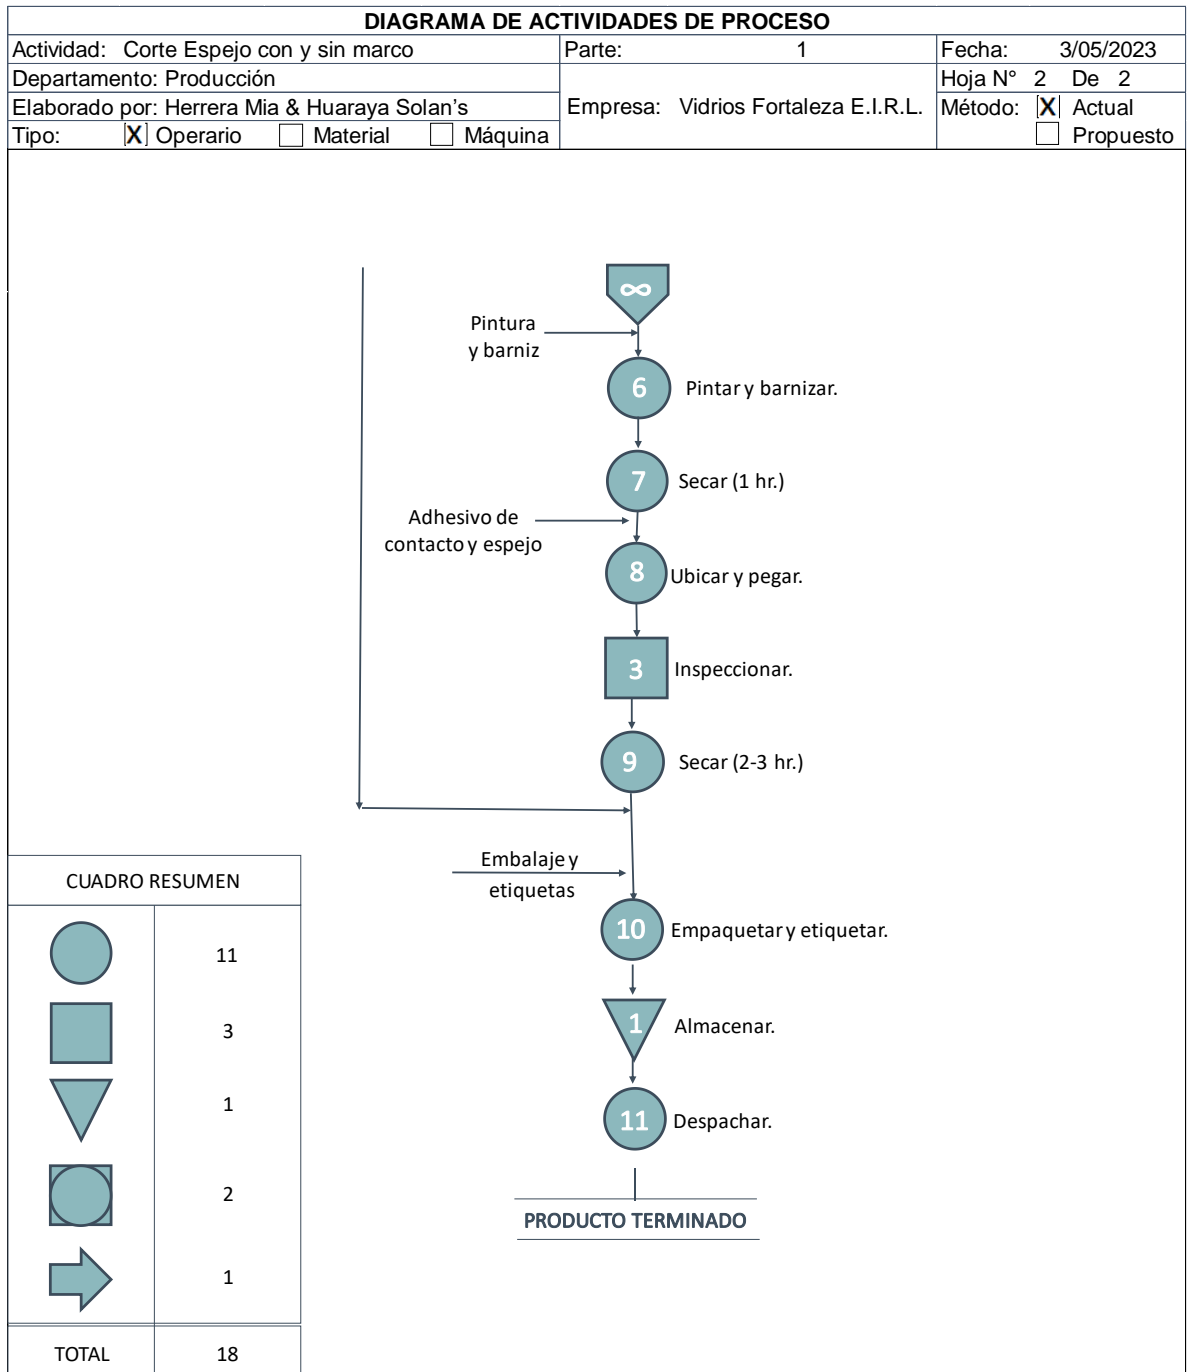 DIAGRAMA DE ACTIVIDADES DE PROCESO
Actividad: Corte Espejo con y sin marco
Parte: 1
Fecha: 3/05/2023
Departamento: Producción
Hoja N° 2 De 2
Elaborado por: Herrera Mia & Huaraya Solan's
Empresa: Vidrios Fortaleza E.I.R.L.
Método: X Actual
Tipo: X Operario Material Máquina
Propuesto
∞
Pintura
y barniz
6 Pintar y barnizar.
7 Secar (1 hr.)
Adhesivo de
contacto y espejo
8 Ubicar y pegar.
3 Inspeccionar.
9 Secar (2-3 hr.)
Embalaje y
etiquetas
10 Empaquetar y etiquetar.
1 Almacenar.
11 Despachar.
PRODUCTO TERMINADO
CUADRO RESUMEN
11
3
1
2
1
TOTAL 18